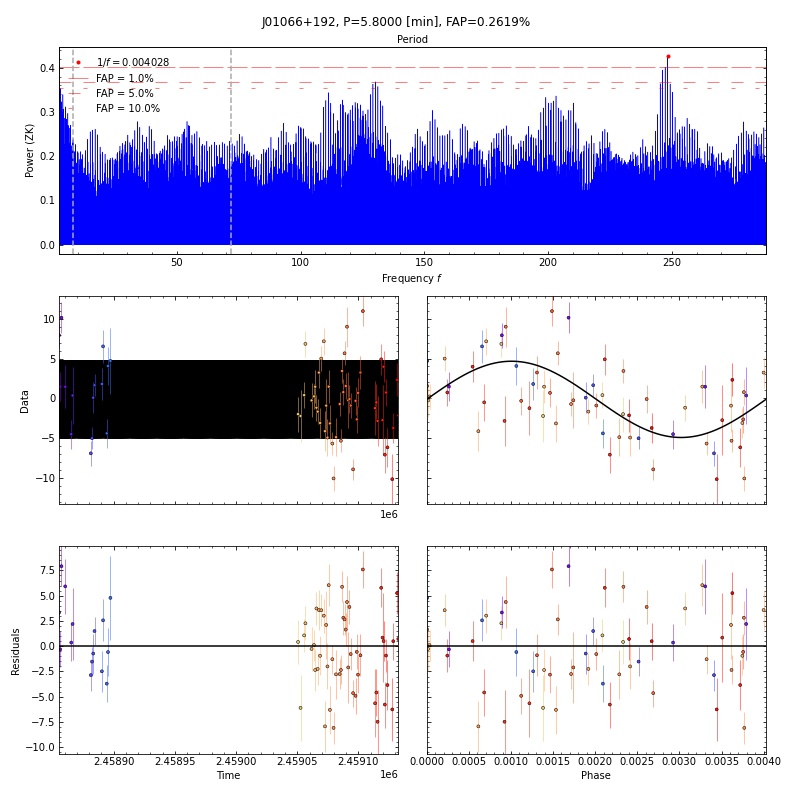 J01066+192, P=5.8000 [min], FAP=0.2619%
Period
Power (ZK)
0.4
0.3
0.2
0.1
0.0
1/f = 0.004028
FAP = 1.0%
FAP = 5.0%
FAP = 10.0%
50
100
150
200
250
Frequency f
Data
10
5
0
−5
−10
1e6
Residuals
7.5
5.0
2.5
0.0
−2.5
−5.0
−7.5
−10.0
2.45890
2.45895
2.45900
2.45905
2.45910
1e6
Time
0.0000
0.0005
0.0010
0.0015
0.0020
0.0025
0.0030
0.0035
0.0040
Phase